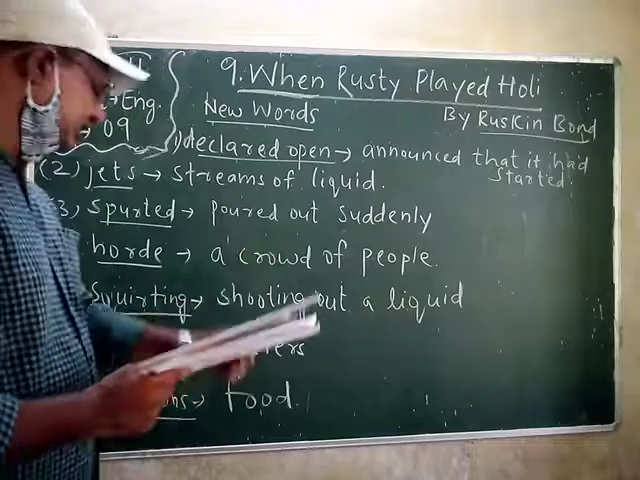 9. When Rusty Played Holi
Eng.
New Words
By Ruskin Bond
09
1) declared open → announced that it had
started.
(2) jets → streams of liquid.
(3) spurted → poured out suddenly
horde → a crowd of people.
squirting → shooting out a liquid
→ food.